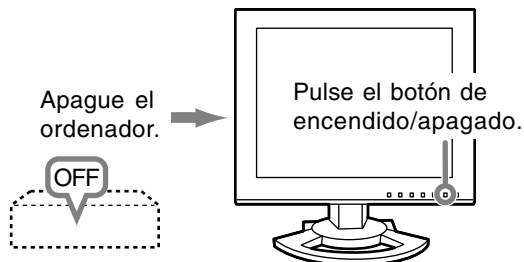 Apague el
ordenador.
OFF
Pulse el botón de
encendido/apagado.